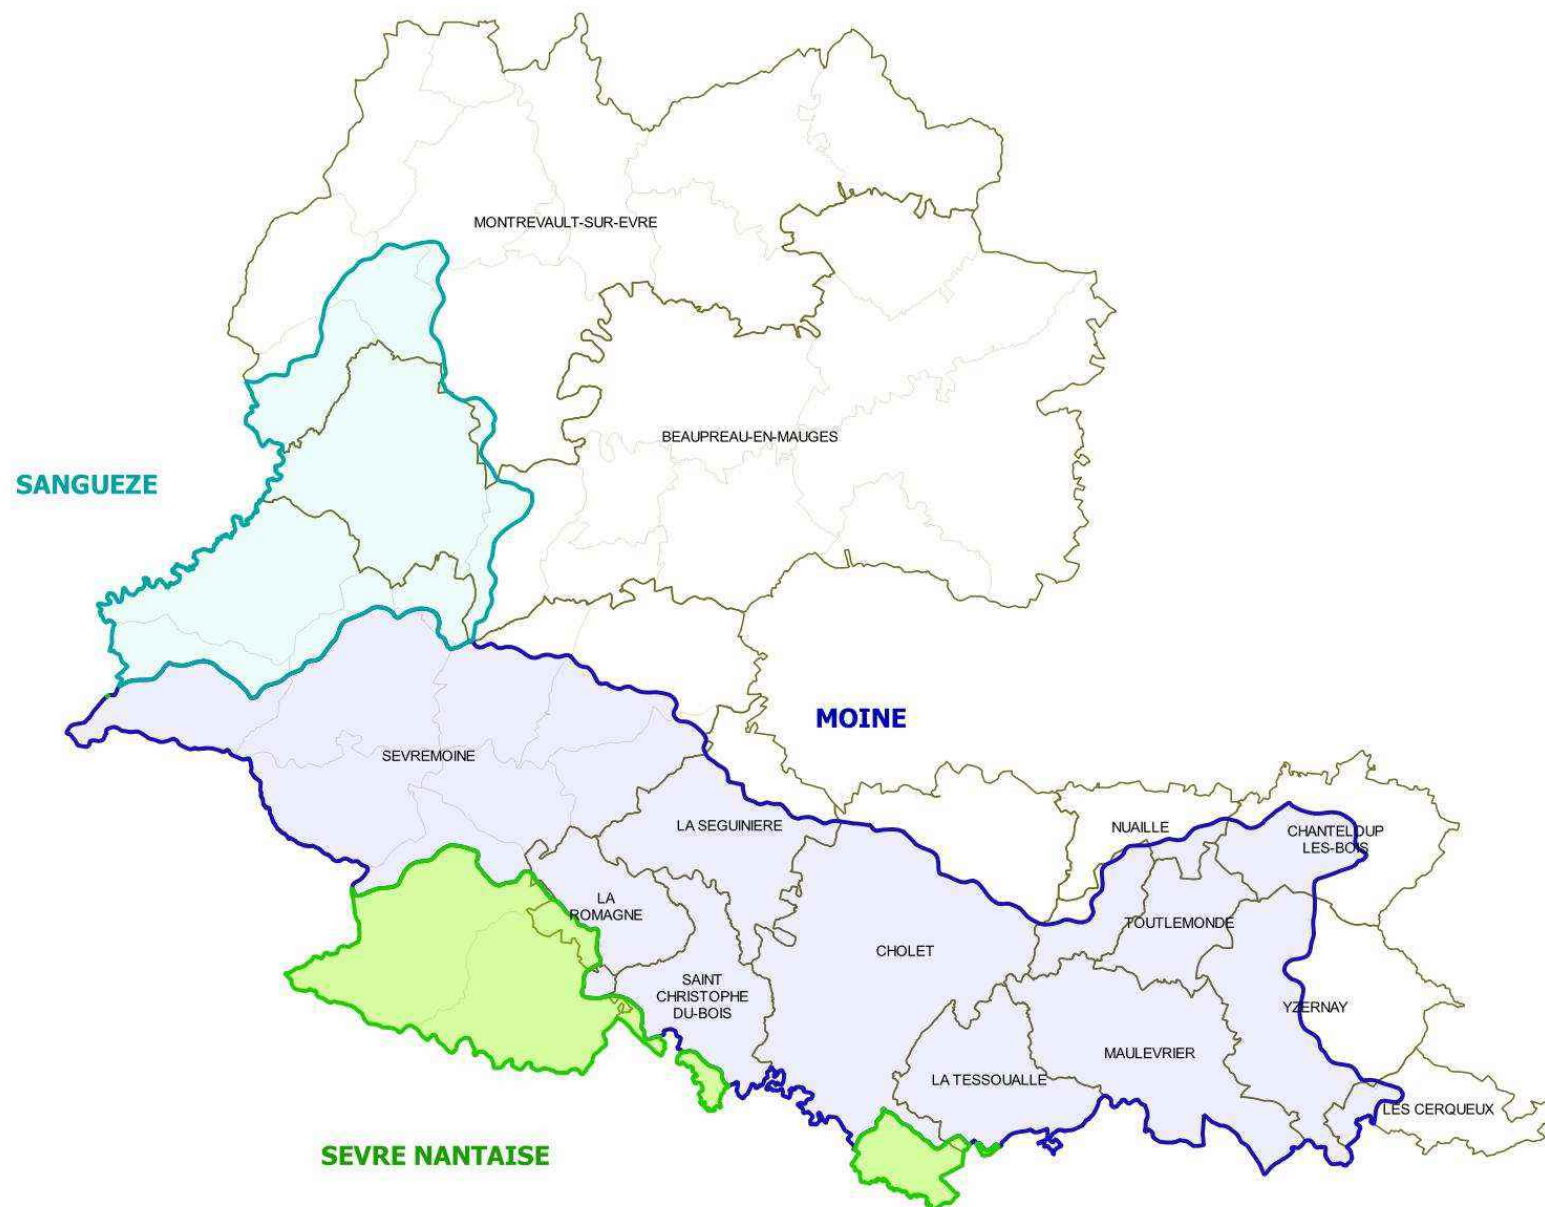 MONTREVAULT-SUR-EVRE
BEAUPREAU-EN-MAUGES
SANGUEZE
MOINE
SEVREMOINE
LA SEGUINIERE
NUAILLE
CHANTELOUP
LES-BOIS
LA
ROMAGNE
TOUTLEMONDE
CHOLET
SAINT
CHRISTOPHE
DU-BOIS
YZERNAY
MAULEVRIER
LA TESSOUALLE
LES CERQUEUX
SEVRE NANTAISE